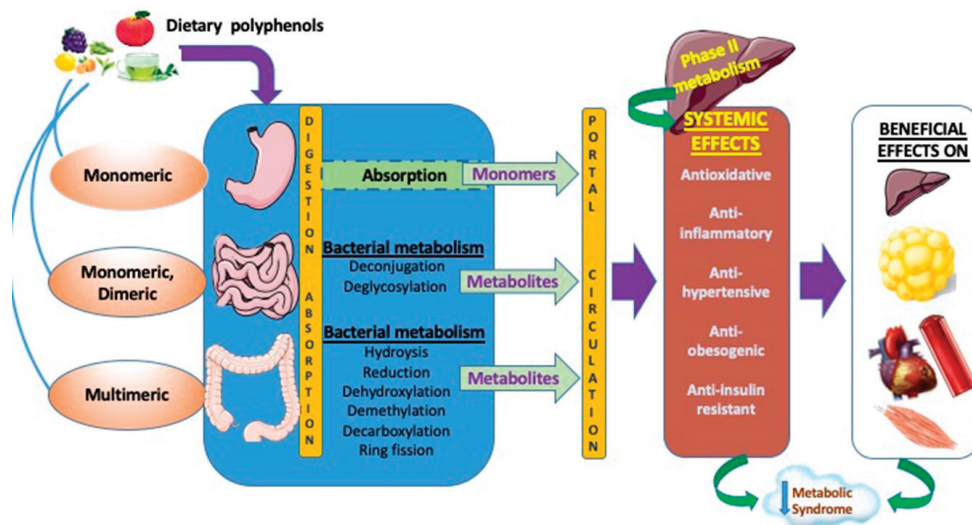 Dietary polyphenols
Monomeric
Monomeric,
Dimeric
Multimeric
DIGESTION ABSORPTION
Absorption
Monomers
Bacterial metabolism
Deconjugation
Deglycosylation
Metabolites
Bacterial metabolism
Hydroysis
Reduction
Dehydroxylation
Demethylation
Decarboxylation
Ring fission
Metabolites
PORTAL CIRCULATION
Phase II
metabolism
SYSTEMIC
EFFECTS
Antioxidative
Anti-
inflammatory
Anti-
hypertensive
Anti-
obesogenic
Anti-insulin
resistant
BENEFICIAL
EFFECTS ON
Metabolic
Syndrome